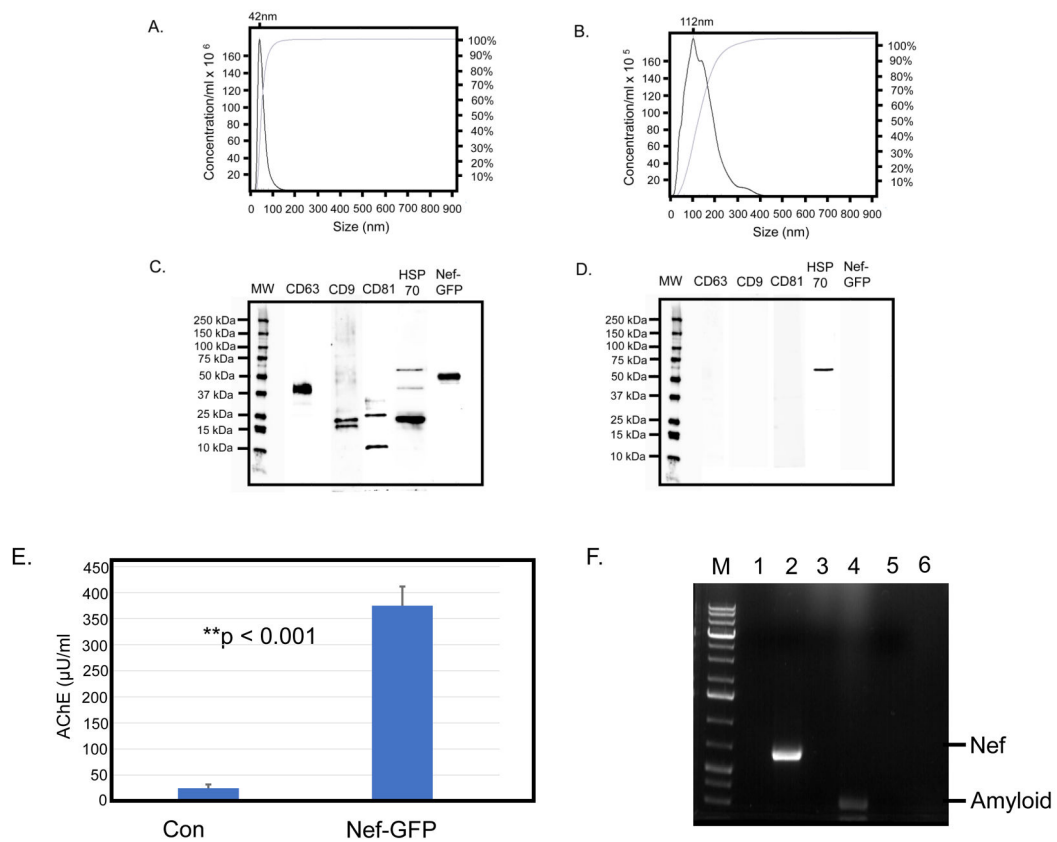 A.
42nm
Concentration/ml x 10 6
160
140
120
100
80
60
40
20
100%
90%
80%
70%
60%
50%
40%
30%
20%
10%
0 100 200 300 400 500 600 700 800 900
Size (nm)
B.
112nm
Concentration/ml x 10 5
160
140
120
100
80
60
40
20
100%
90%
80%
70%
60%
50%
40%
30%
20%
10%
0 100 200 300 400 500 600 700 800 900
Size (nm)
C.
MW CD63 CD9 CD81 HSP 70 Nef-GFP
250 kDa
150 kDa
100 kDa
75 kDa
50 kDa
37 kDa
25 kDa
15 kDa
10 kDa
D.
MW CD63 CD9 CD81 HSP 70 Nef-GFP
250 kDa
150 kDa
100 kDa
75 kDa
50 kDa
37 kDa
25 kDa
15 kDa
10 kDa
E.
AChE (µU/ml
450
400
350
300
250
200
150
100
50
0
**p < 0.001
Con Nef-GFP
F.
M 1 2 3 4 5 6
Nef
Amyloid